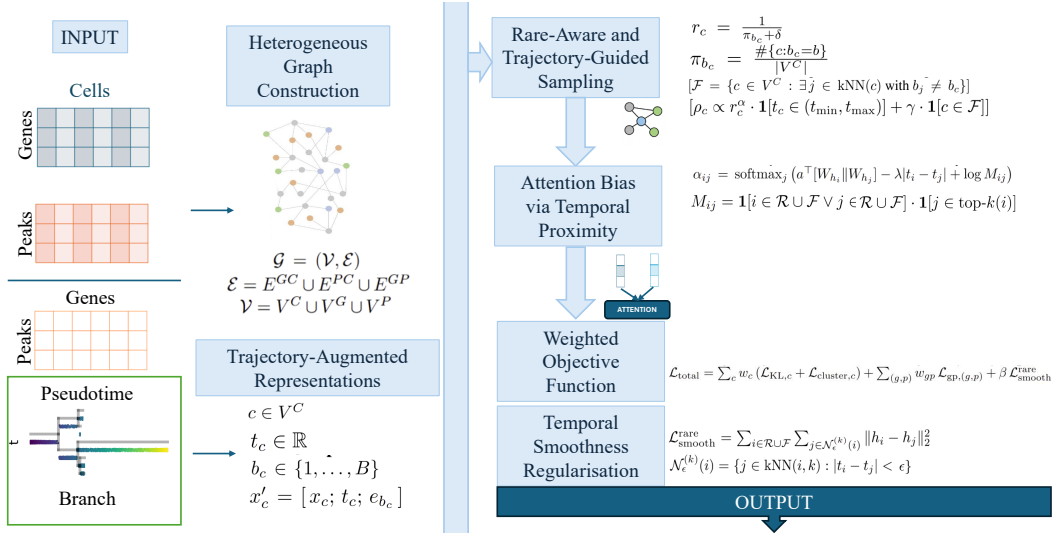 INPUT
Cells
Genes
Peaks
Genes
Peaks
Pseudotime
t
Branch
Heterogeneous
Graph
Construction
𝒢 = (𝒱, ℰ)
ℰ = E^{GC} ∪ E^{PC} ∪ E^{GP}
𝒱 = V^C ∪ V^G ∪ V^P
Trajectory-Augmented
Representations
c ∈ V^C
t_c ∈ ℝ
b_c ∈ {1, . . . , B}
x′_c = [ x_c; t_c; e_{b_c} ]
Rare-Aware and
Trajectory-Guided
Sampling
r_c = 1/(π_{b_c}+δ)
π_{b_c} = #{c:b_c=b}/|V^C|
[ℱ = {c ∈ V^C : ∃ j ∈ kNN(c) with b_j ≠ b_c}]
[ρ_c ∝ r_c^α · 𝟏[t_c ∈ (t_min, t_max)] + γ · 𝟏[c ∈ ℱ]]
Attention Bias
via Temporal
Proximity
α_{ij} = softmax_j (a^⊤[W_{h_i}‖W_{h_j}] − λ|t_i − t_j| + log M_{ij})
M_{ij} = 𝟏[i ∈ ℛ ∪ ℱ ∨ j ∈ ℛ ∪ ℱ] · 𝟏[j ∈ top-k(i)]
ATTENTION
Weighted
Objective
Function
ℒ_total = ∑_c w_c (ℒ_{KL,c} + ℒ_{cluster,c}) + ∑_{(g,p)} w_{gp} ℒ_{gp,(g,p)} + β ℒ_smooth^rare
Temporal
Smoothness
Regularisation
ℒ_smooth^rare = ∑_{i∈ℛ∪ℱ} ∑_{j∈𝒩_ϵ^{(k)}(i)} ‖h_i − h_j‖_2^2
𝒩_ϵ^{(k)}(i) = {j ∈ kNN(i, k) : |t_i − t_j| < ϵ}
OUTPUT